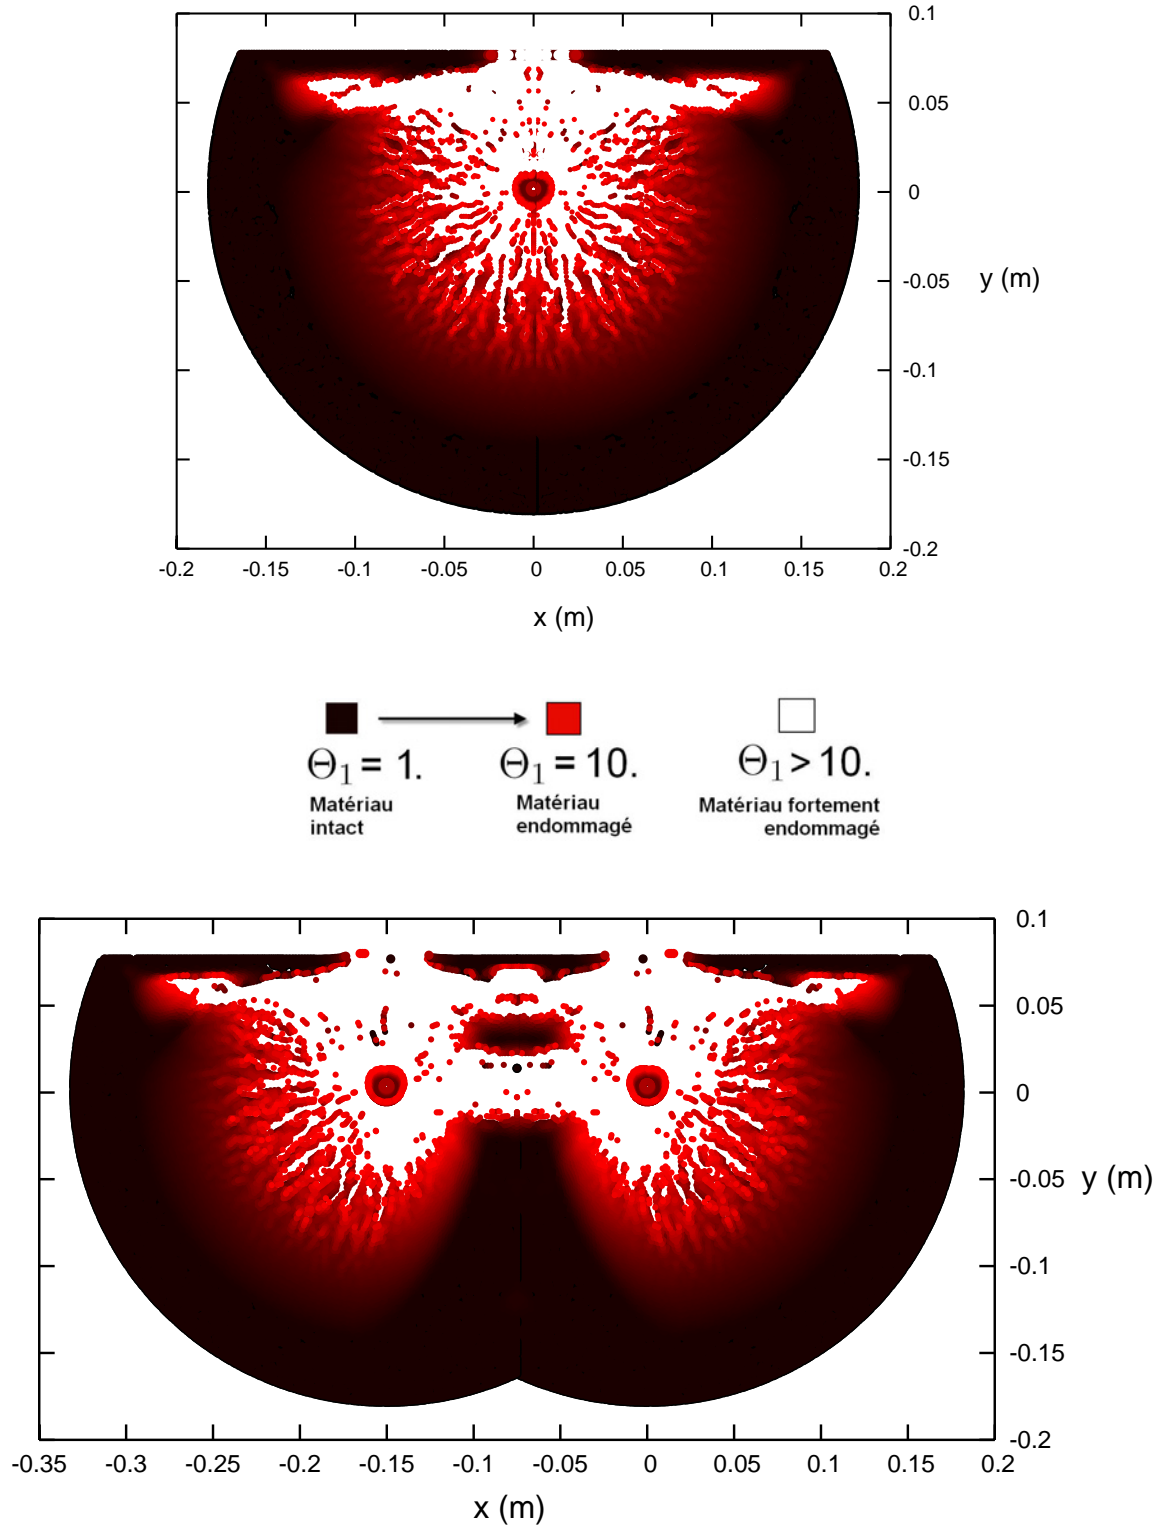 0.1
0.05
0
-0.05
y (m)
-0.1
-0.15
-0.2
-0.2 -0.15 -0.1 -0.05 0 0.05 0.1 0.15 0.2
x (m)
Θ1 = 1. Θ1 = 10. Θ1 > 10.
Matériau Matériau Matériau fortement
intact endommagé endommagé
0.1
0.05
0
-0.05 y (m)
-0.1
-0.15
-0.2
-0.35 -0.3 -0.25 -0.2 -0.15 -0.1 -0.05 0 0.05 0.1 0.15 0.2
x (m)